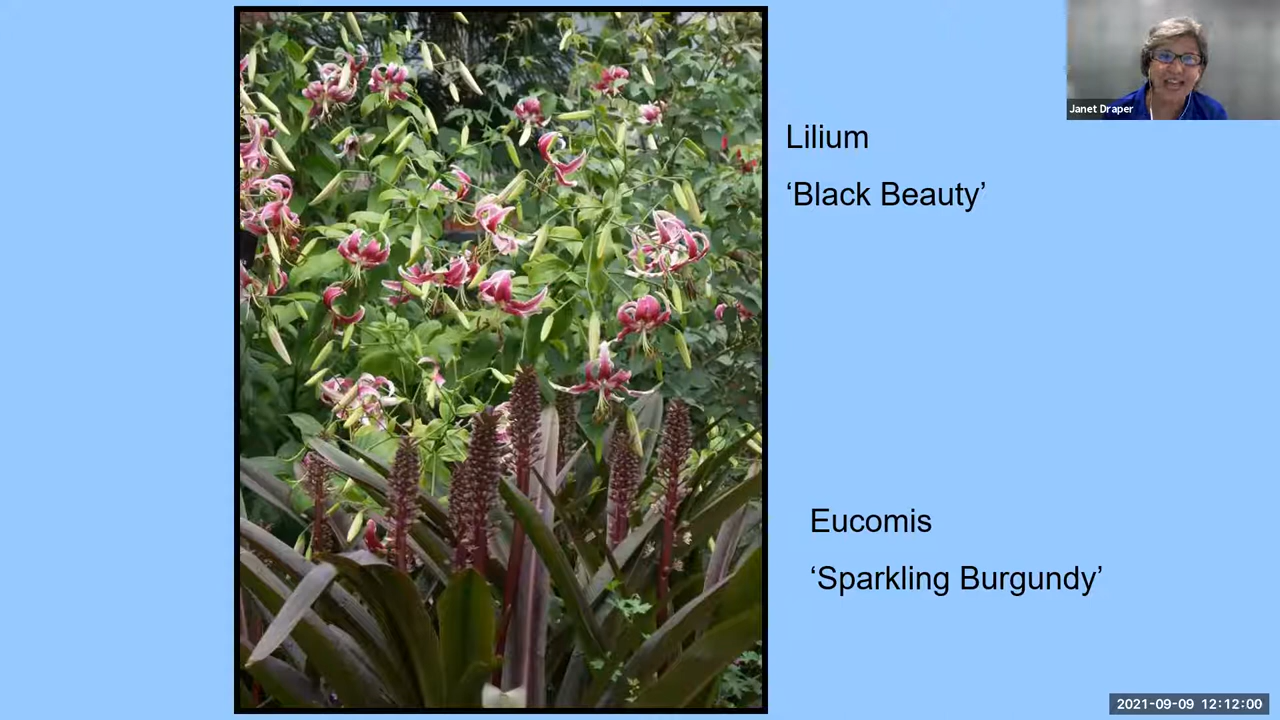 Janet Draper
Lilium
‘Black Beauty’
Eucomis
‘Sparkling Burgundy’
2021-09-09 12:12:00